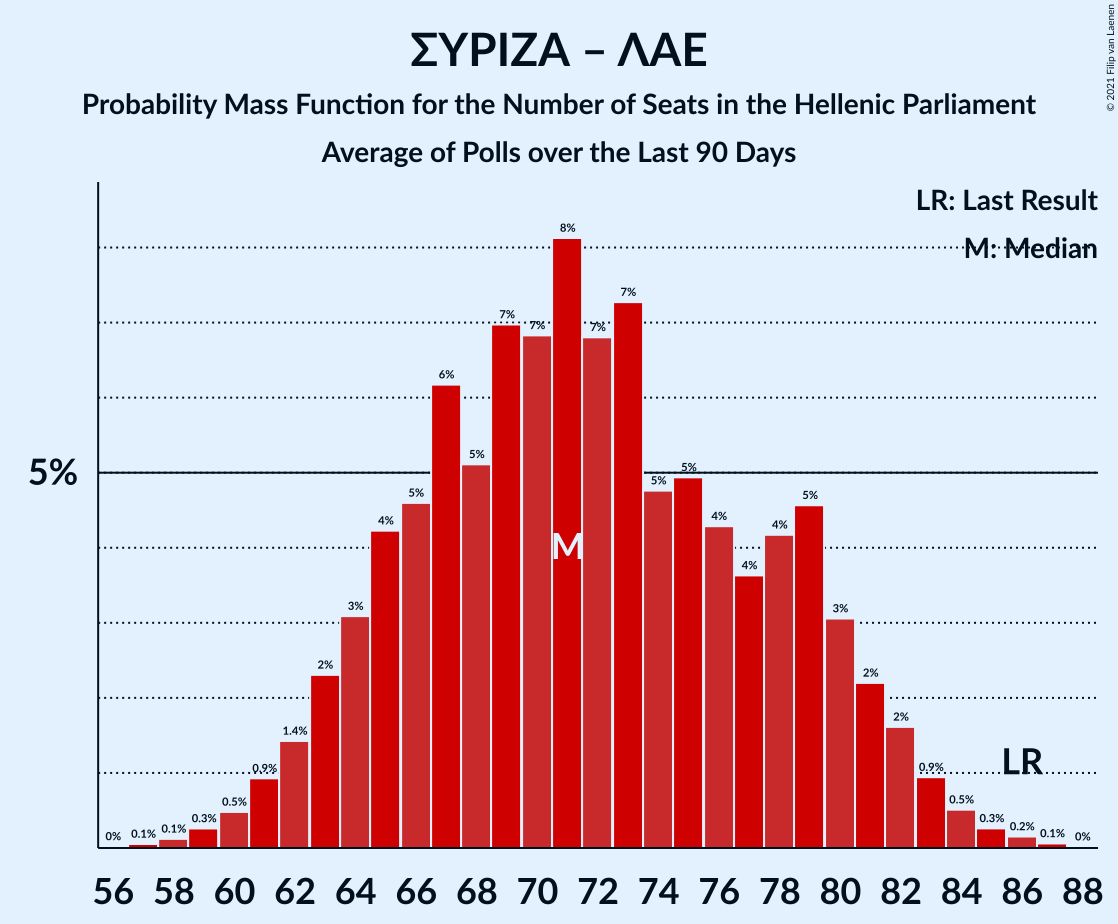 ΣΥΡΙΖΑ – ΛΑΕ
Probability Mass Function for the Number of Seats in the Hellenic Parliament
Average of Polls over the Last 90 Days
© 2021 Filip van Laenen
LR: Last Result
M: Median
5%
0% 0.1% 0.1% 0.3% 0.5% 0.9% 1.4% 2% 3% 4% 5% 6% 5% 7% 7% 8% 7% 7% 5% 5% 4% 4% 4% 5% 3% 2% 2% 0.9% 0.5% 0.3% 0.2% 0.1% 0%
M
LR
56 58 60 62 64 66 68 70 72 74 76 78 80 82 84 86 88